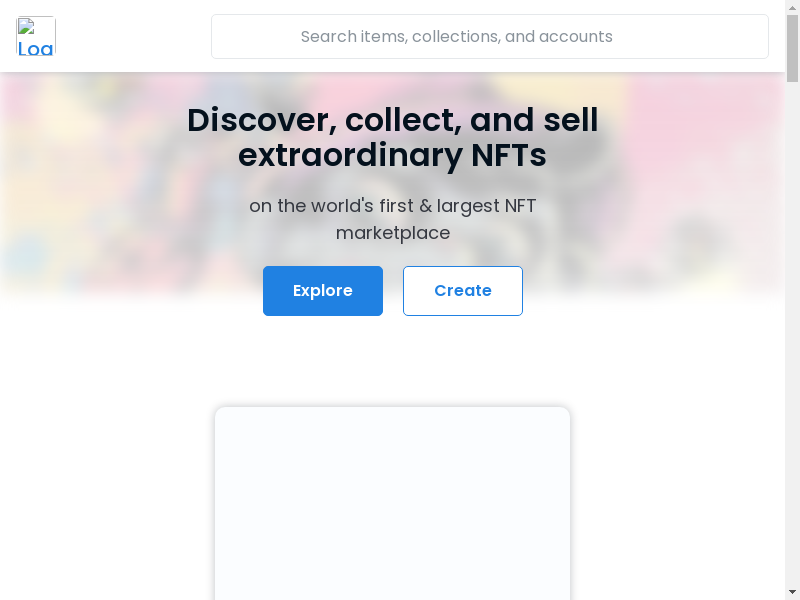 Search items, collections, and accounts
Discover, collect, and sell
extraordinary NFTs
on the world's first & largest NFT
marketplace
Explore
Create